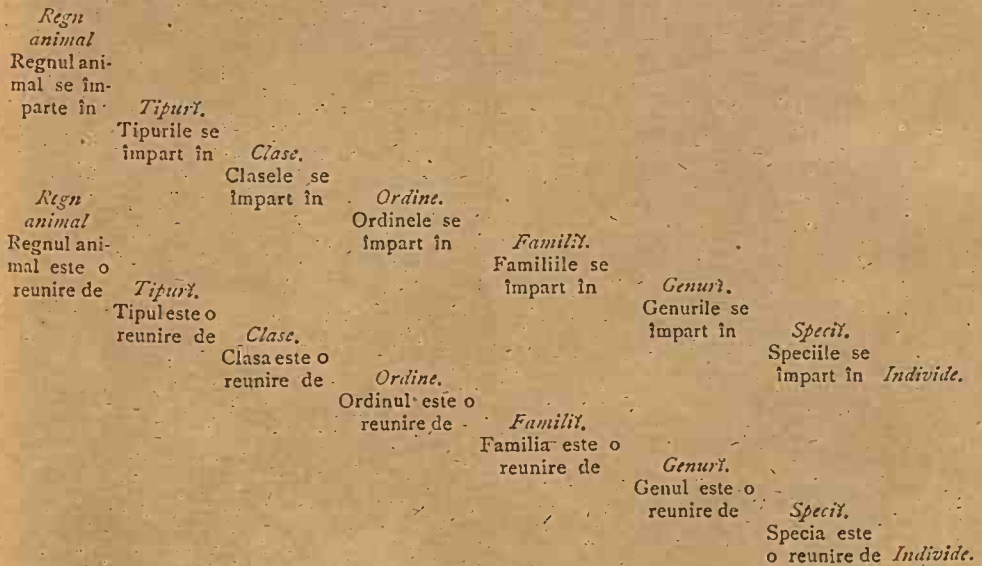 Regn
animal
Regnul ani-
mal se îm-
parte în
Tipurĭ.
Tipurile se
împart în
Clase.
Clasele se
împart în
Ordine.
Ordinele se
împart în
Familiĭ.
Familiile se
împart în
Genurĭ.
Genurile se
împart în
Speciĭ.
Speciile se
împart în Individe.
Regn
animal
Regnul ani-
mal este o
reunire de
Tipurĭ.
Tipul este o
reunire de
Clase.
Clasa este o
reunire de
Ordine.
Ordinul este o
reunire de
Familiĭ.
Familia este o
reunire de
Genurĭ.
Genul este o
reunire de
Speciĭ.
Specia este
o reunire de Individe.